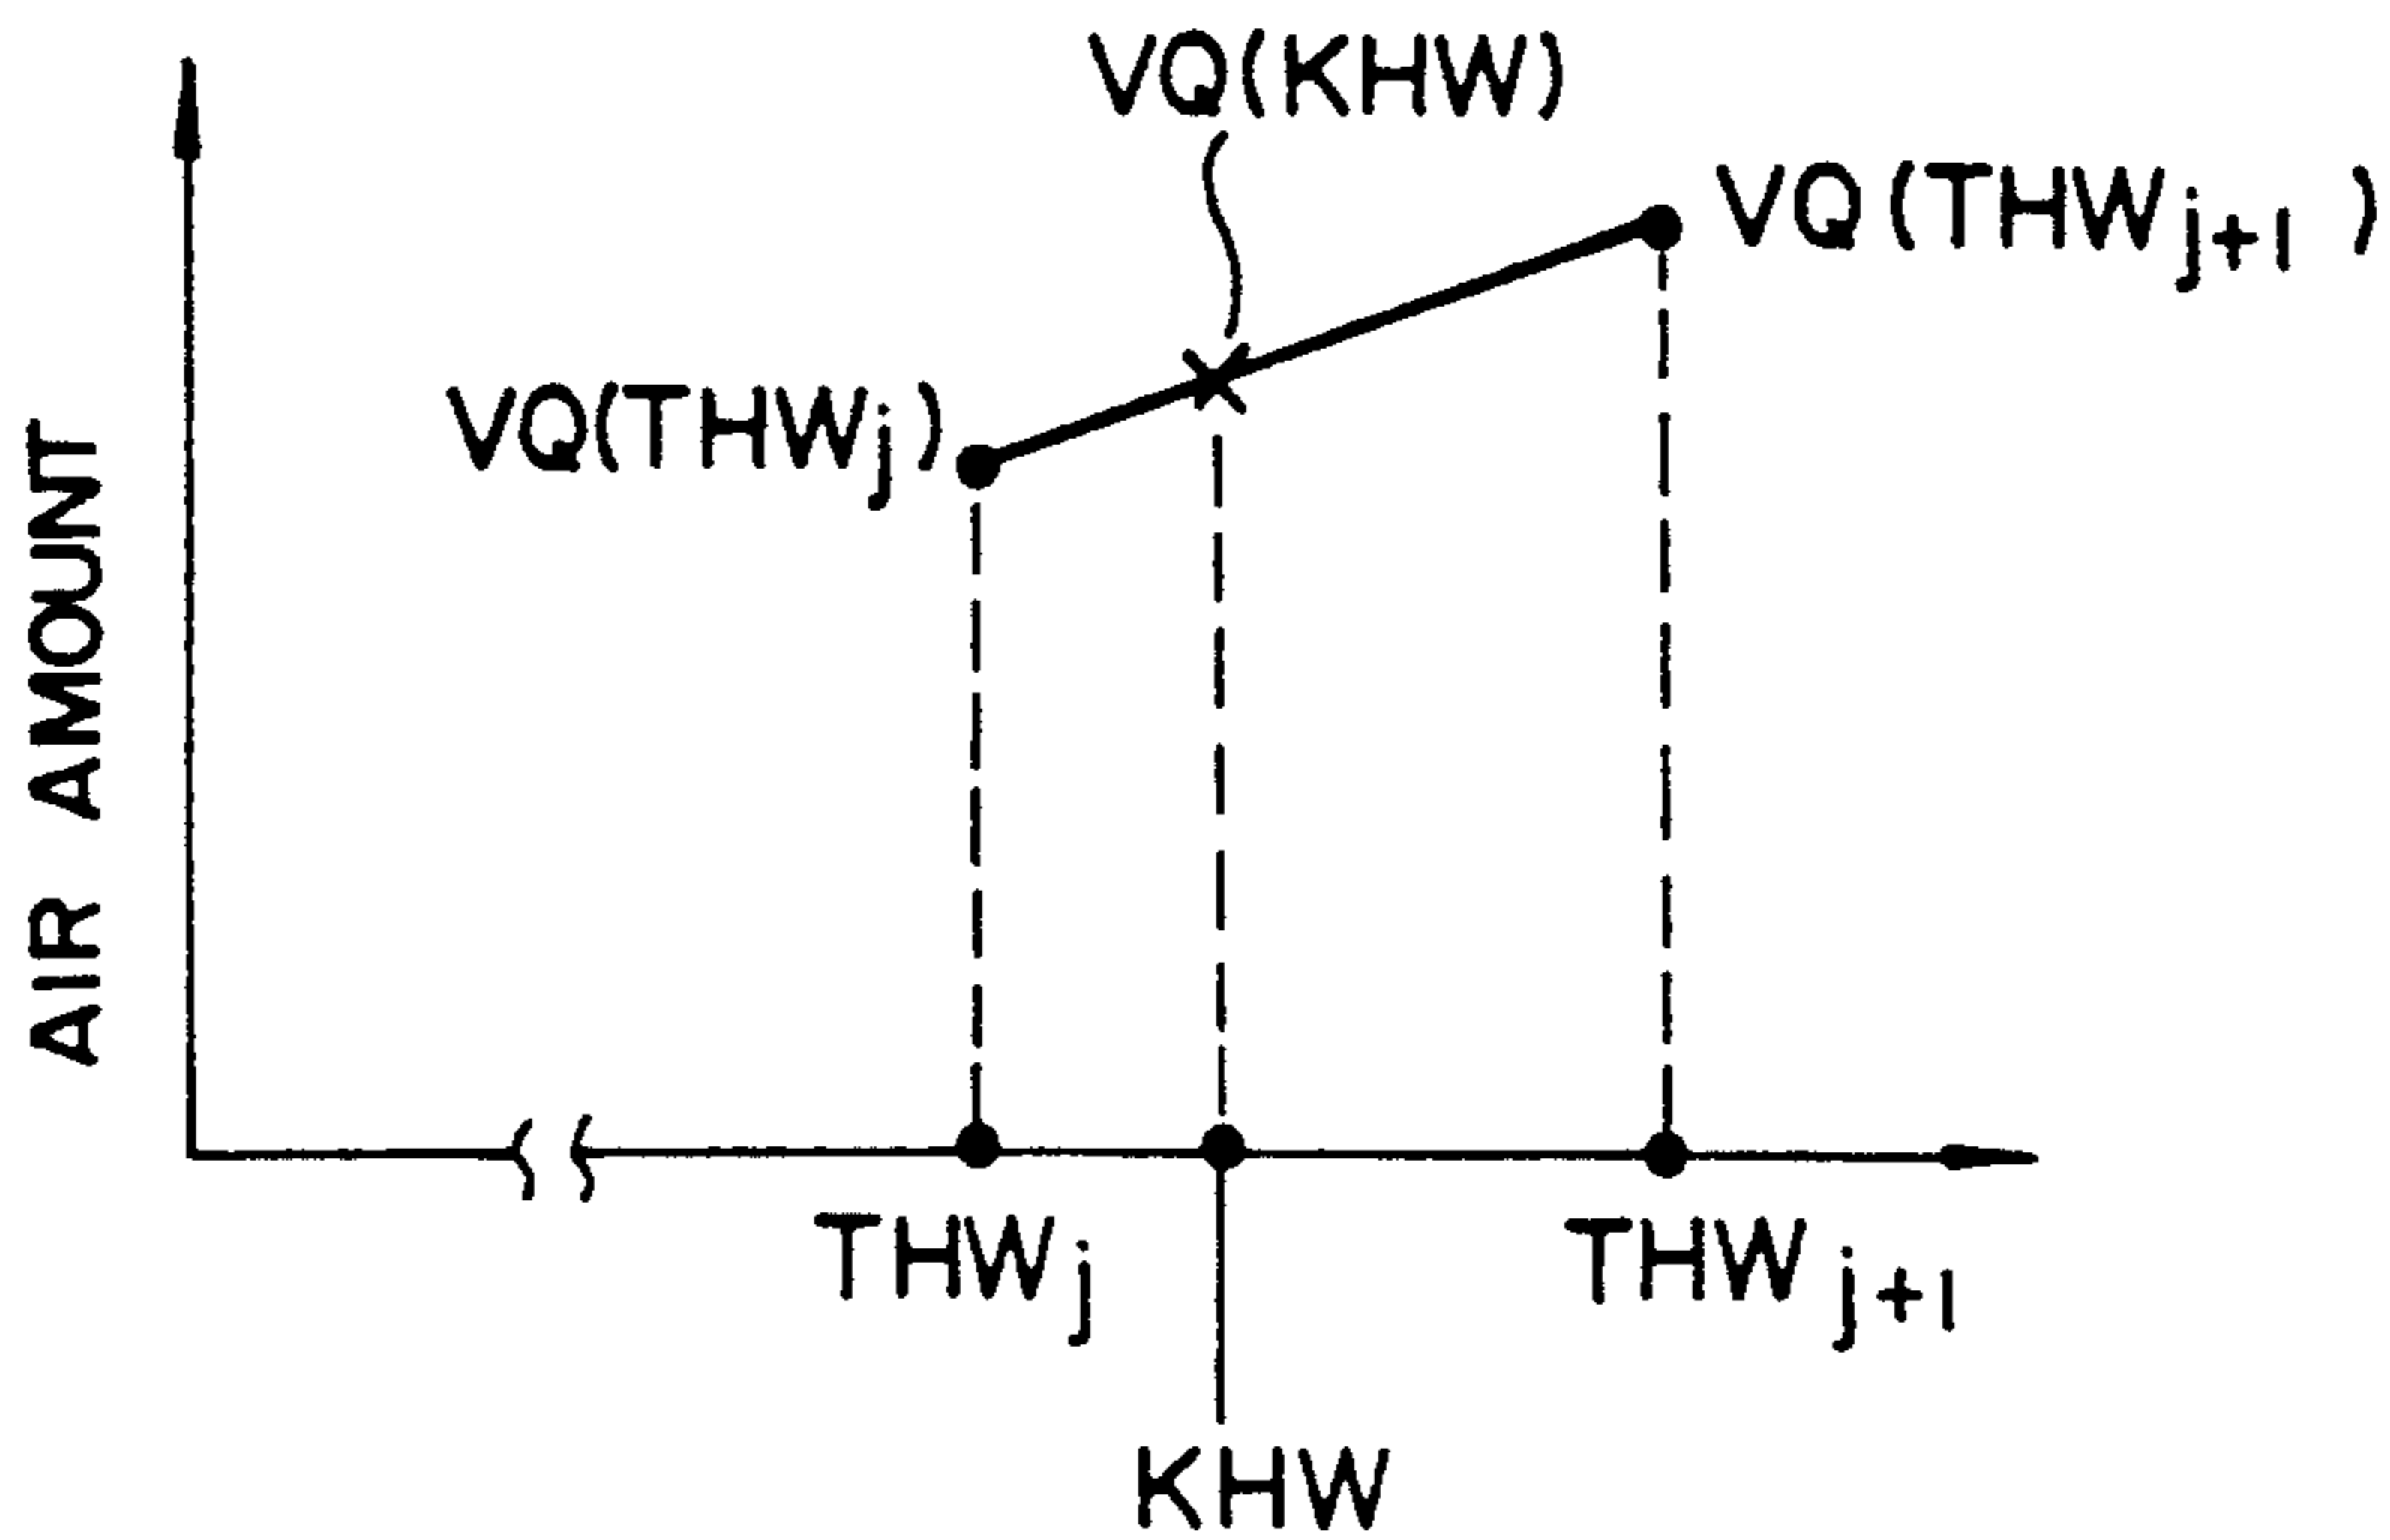 VQ(KHW)
VQ(THWj+1)
VQ(THWj)
AIR AMOUNT
THWj
THWj+1
KHW